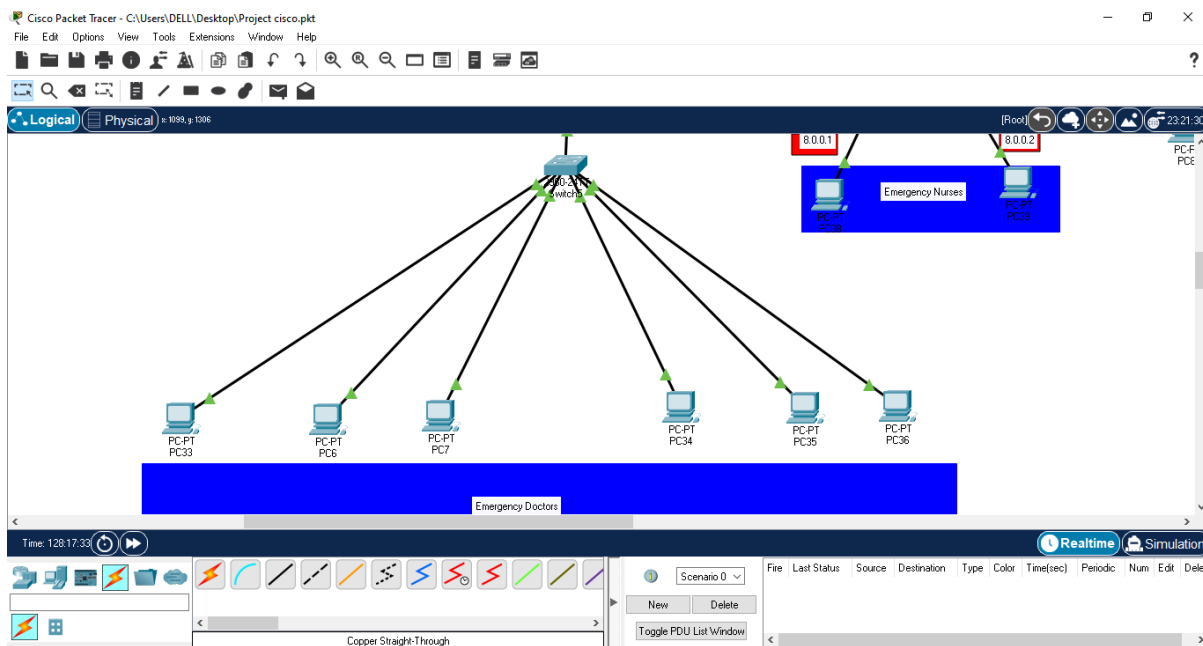 Cisco Packet Tracer - C:\Users\DELL\Desktop\Project cisco.pkt
File Edit Options View Tools Extensions Window Help
?
Logical Physical x: 1099, y: 1306 [Root] 23:21:30
8.0.0.1 8.0.0.2
Emergency Nurses
PC-PT
PC39
Switch5
PC-PT
PC33
PC-PT
PC6
PC-PT
PC7
PC-PT
PC34
PC-PT
PC35
PC-PT
PC36
Emergency Doctors
Time: 128:17:33 Realtime Simulation
Scenario 0
New Delete
Toggle PDU List Window
Fire Last Status Source Destination Type Color Time(sec) Periodic Num Edit Dele
Copper Straight-Through